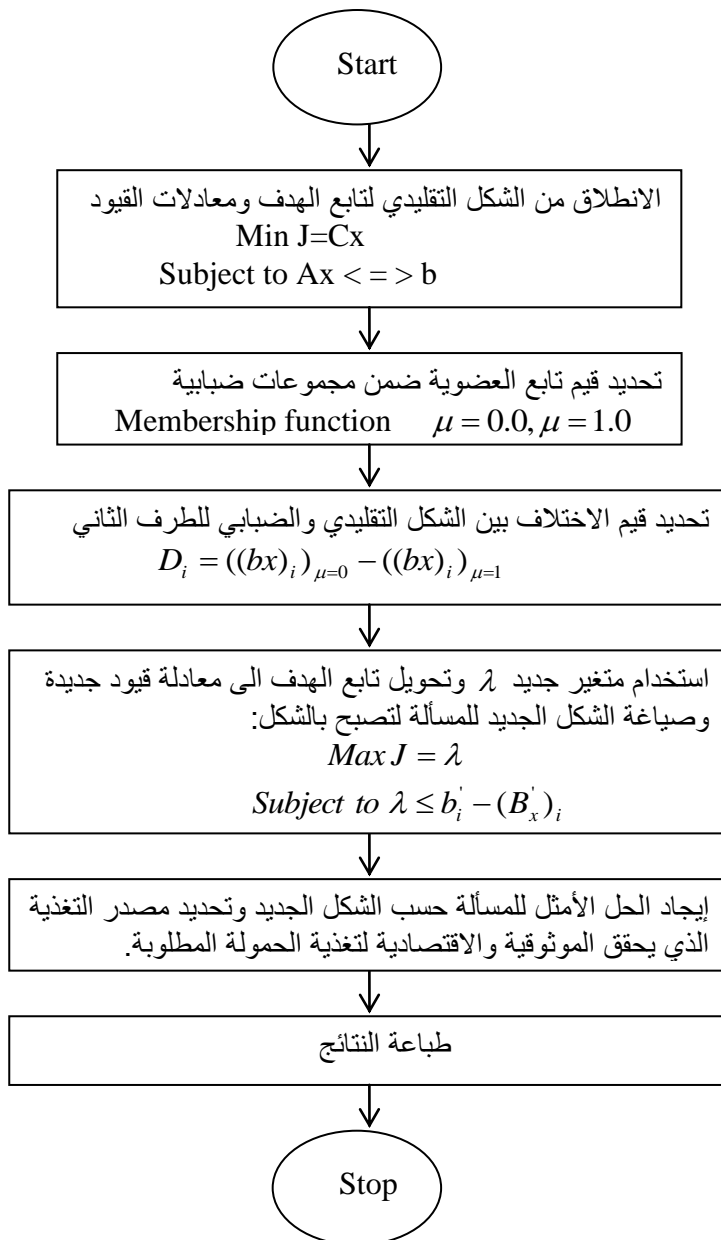 Start
الانطلاق من الشكل التقليدي لتابع الهدف ومعادلات القيود
Min J=Cx
Subject to Ax < = > b
تحديد قيم تابع العضوية ضمن مجموعات ضبابية
Membership function μ = 0.0, μ = 1.0
تحديد قيم الاختلاف بين الشكل التقليدي والضبابي للطرف الثاني
D_i = ((bx)_i)_{μ=0} − ((bx)_i)_{μ=1}
استخدام متغير جديد λ وتحويل تابع الهدف الى معادلة قيود جديدة
وصياغة الشكل الجديد للمسألة لتصبح بالشكل:
Max J = λ
Subject to λ ≤ b'_i − (B'_x)_i
إيجاد الحل الأمثل للمسألة حسب الشكل الجديد وتحديد مصدر التغذية
الذي يحقق الموثوقية والاقتصادية لتغذية الحمولة المطلوبة.
طباعة النتائج
Stop